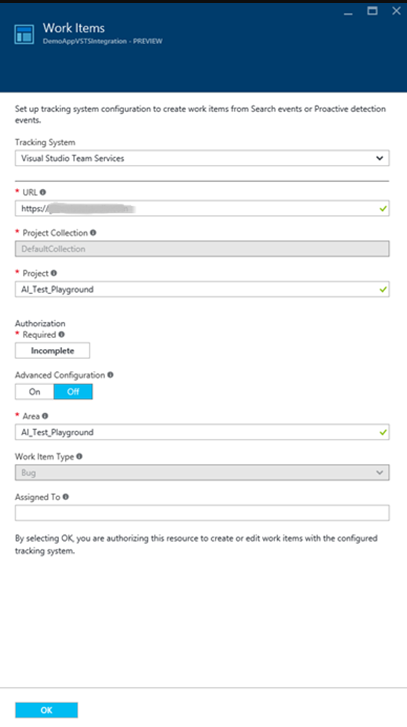 Work Items
DemoAppVSTSIntegration - PREVIEW
Set up tracking system configuration to create work items from Search events or Proactive detection
events.
Tracking System
Visual Studio Team Services
* URL
https://
* Project Collection
DefaultCollection
* Project
AI_Test_Playground
Authorization
* Required
Incomplete
Advanced Configuration
On Off
* Area
AI_Test_Playground
Work Item Type
Bug
Assigned To
By selecting OK, you are authorizing this resource to create or edit work items with the configured
tracking system.
OK